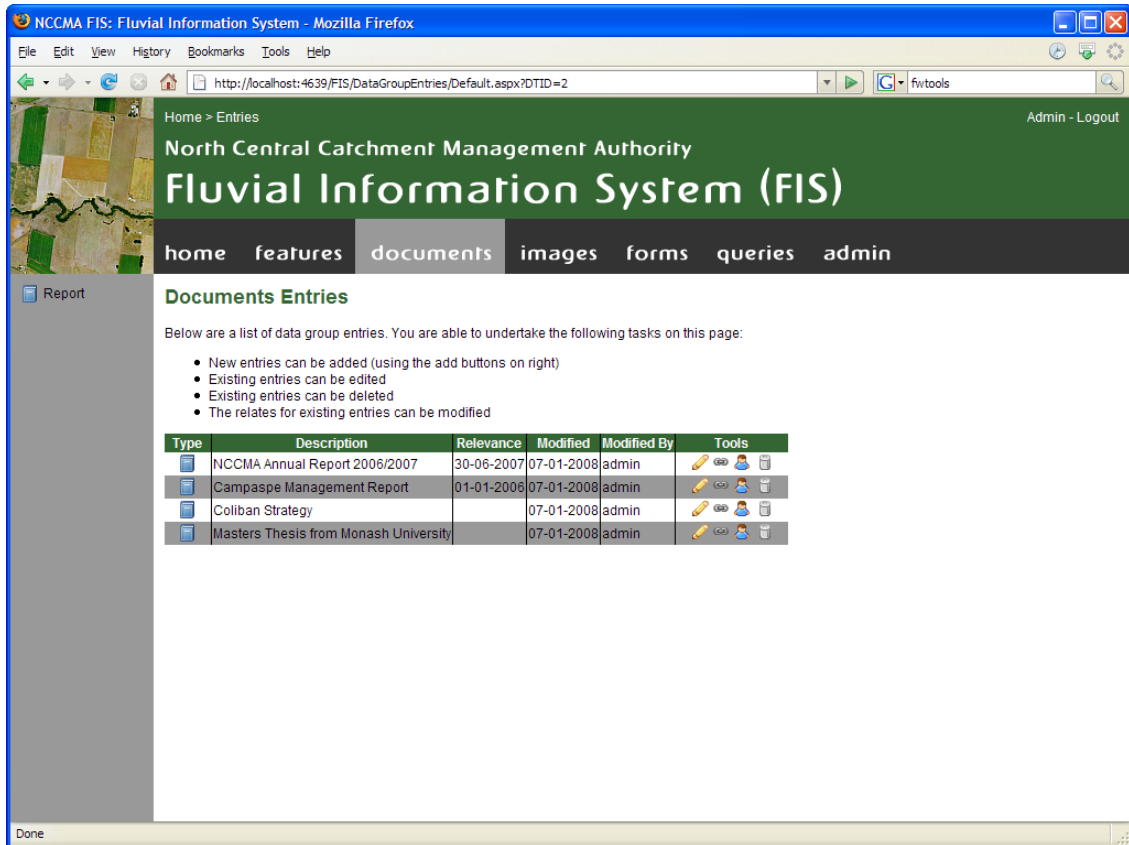 NCCMA FIS: Fluvial Information System - Mozilla Firefox
File Edit View History Bookmarks Tools Help
http://localhost:4639/FIS/DataGroupEntries/Default.aspx?DTID=2
G fwtools
Home > Entries
Admin - Logout
North Central Catchment Management Authority
Fluvial Information System (FIS)
home features documents images forms queries admin
Report
Documents Entries
Below are a list of data group entries. You are able to undertake the following tasks on this page:
• New entries can be added (using the add buttons on right)
• Existing entries can be edited
• Existing entries can be deleted
• The relates for existing entries can be modified
Type Description Relevance Modified Modified By Tools
NCCMA Annual Report 2006/2007 30-06-2007 07-01-2008 admin
Campaspe Management Report 01-01-2006 07-01-2008 admin
Coliban Strategy 07-01-2008 admin
Masters Thesis from Monash University 07-01-2008 admin
Done